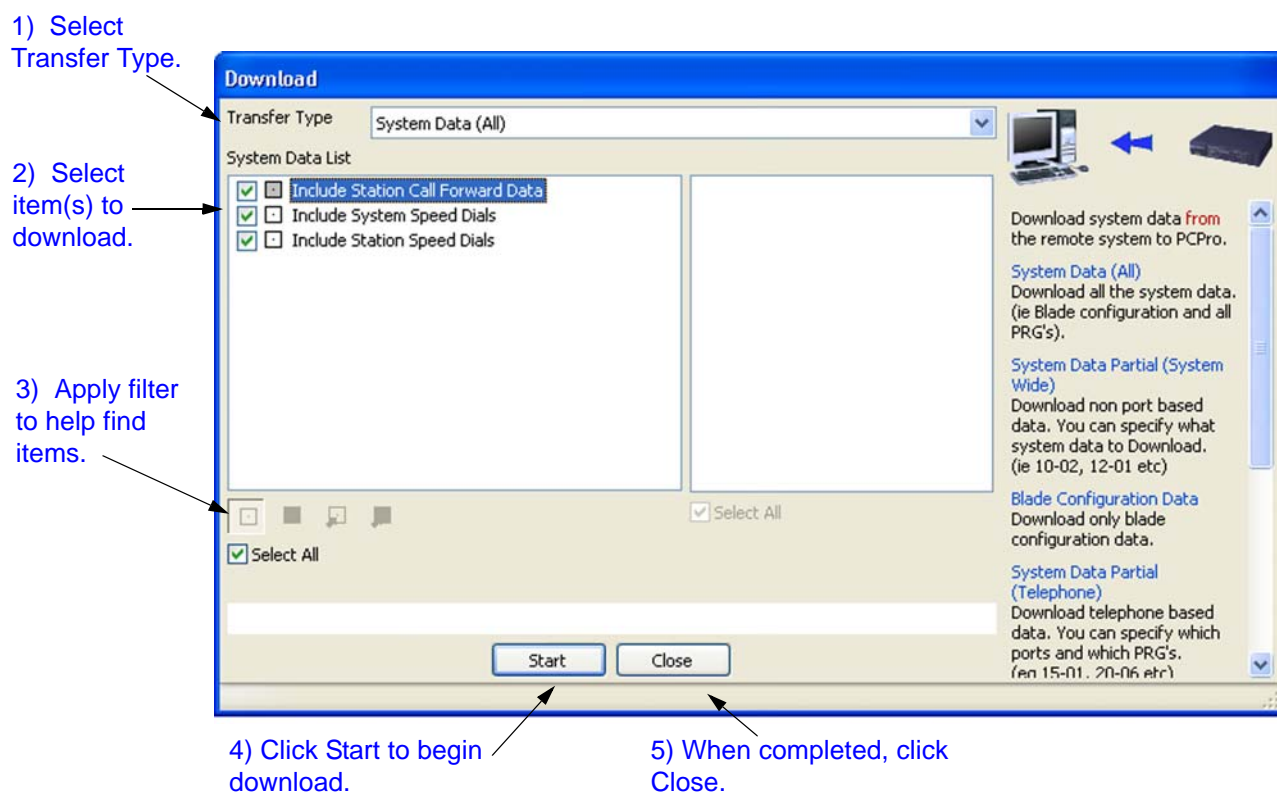 1) Select
Transfer Type.
Download
Transfer Type
System Data (All)
System Data List
2) Select
item(s) to
download.
Include Station Call Forward Data
Include System Speed Dials
Include Station Speed Dials
3) Apply filter
to help find
items.
Select All
Select All
Start
Close
Download system data from
the remote system to PCPro.
System Data (All)
Download all the system data.
(ie Blade configuration and all
PRG's).
System Data Partial (System
Wide)
Download non port based
data. You can specify what
system data to Download.
(ie 10-02, 12-01 etc)
Blade Configuration Data
Download only blade
configuration data.
System Data Partial
(Telephone)
Download telephone based
data. You can specify which
ports and which PRG's.
(eg 15-01, 20-06 etc)
4) Click Start to begin
download.
5) When completed, click
Close.